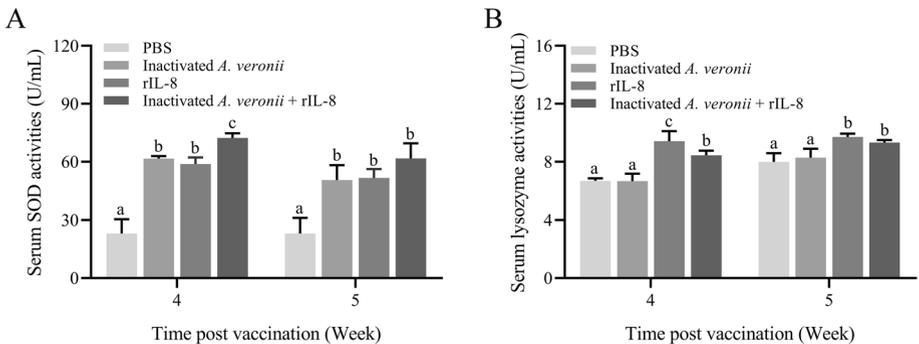 A
Serum SOD activities (U/mL)
120
90
60
30
0
PBS
Inactivated A. veronii
rIL-8
Inactivated A. veronii + rIL-8
a
b
b
c
a
b
b
b
4
5
Time post vaccination (Week)
B
Serum lysozyme activities (U/mL)
16
12
8
4
0
PBS
Inactivated A. veronii
rIL-8
Inactivated A. veronii + rIL-8
a
a
c
b
a
a
b
b
4
5
Time post vaccination (Week)